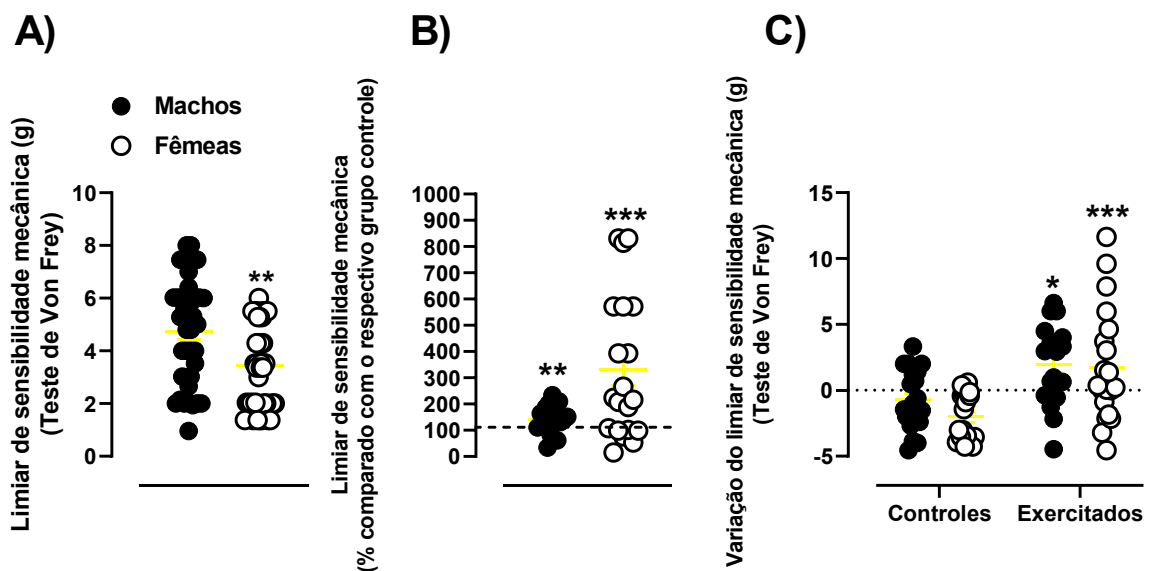 A)
Machos
Fêmeas
Limiar de sensibilidade mecânica (g)
(Teste de Von Frey)
10
8
6
4
2
0
**
B)
Limiar de sensibilidade mecânica
(% comparado com o respectivo grupo controle)
1000
900
800
700
600
500
400
300
200
100
0
**
***
C)
Variação do limiar de sensibilidade mecânica (g)
(Teste de Von Frey)
15
10
5
0
-5
*
***
Controles
Exercitados